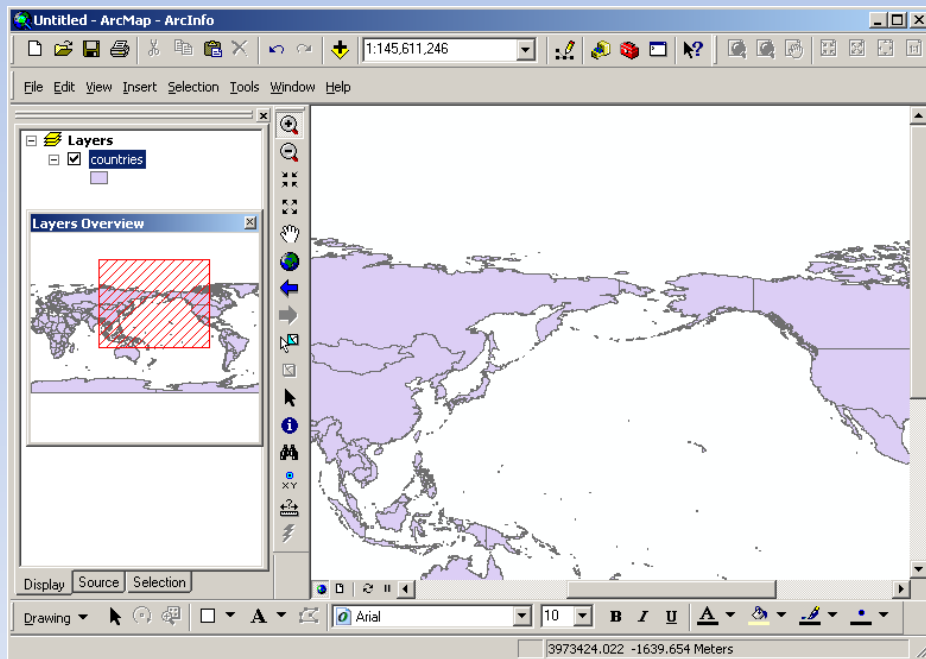 Untitled - ArcMap - ArcInfo
1:145,611,246
File Edit View Insert Selection Tools Window Help
Layers
countries
Layers Overview
XY
Display Source Selection
Drawing A Arial 10 B I U A
3973424.022 -1639.654 Meters